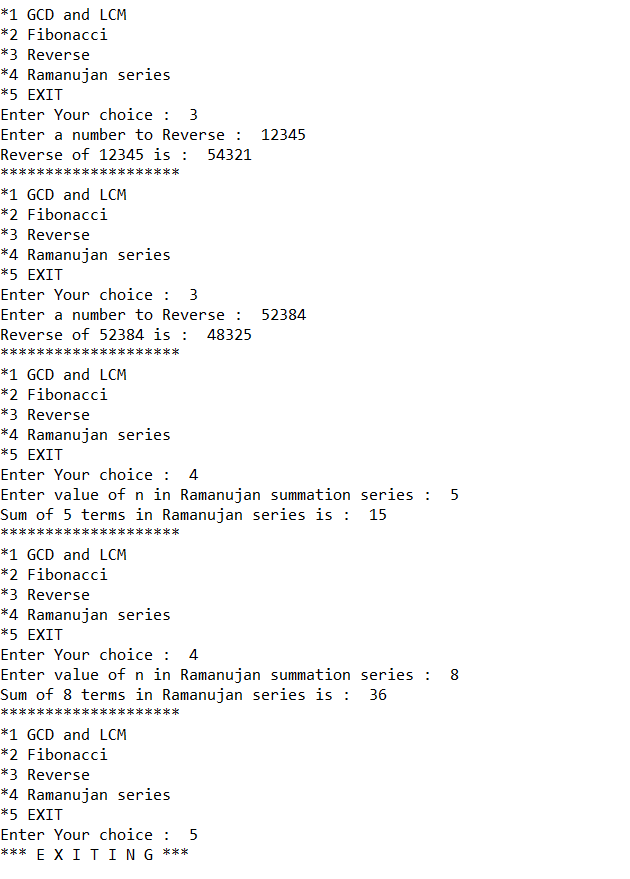 *1 GCD and LCM
*2 Fibonacci
*3 Reverse
*4 Ramanujan series
*5 EXIT
Enter Your choice :  3
Enter a number to Reverse :  12345
Reverse of 12345 is :  54321
********************
*1 GCD and LCM
*2 Fibonacci
*3 Reverse
*4 Ramanujan series
*5 EXIT
Enter Your choice :  3
Enter a number to Reverse :  52384
Reverse of 52384 is :  48325
********************
*1 GCD and LCM
*2 Fibonacci
*3 Reverse
*4 Ramanujan series
*5 EXIT
Enter Your choice :  4
Enter value of n in Ramanujan summation series :  5
Sum of 5 terms in Ramanujan series is :  15
********************
*1 GCD and LCM
*2 Fibonacci
*3 Reverse
*4 Ramanujan series
*5 EXIT
Enter Your choice :  4
Enter value of n in Ramanujan summation series :  8
Sum of 8 terms in Ramanujan series is :  36
********************
*1 GCD and LCM
*2 Fibonacci
*3 Reverse
*4 Ramanujan series
*5 EXIT
Enter Your choice :  5
*** E X I T I N G ***